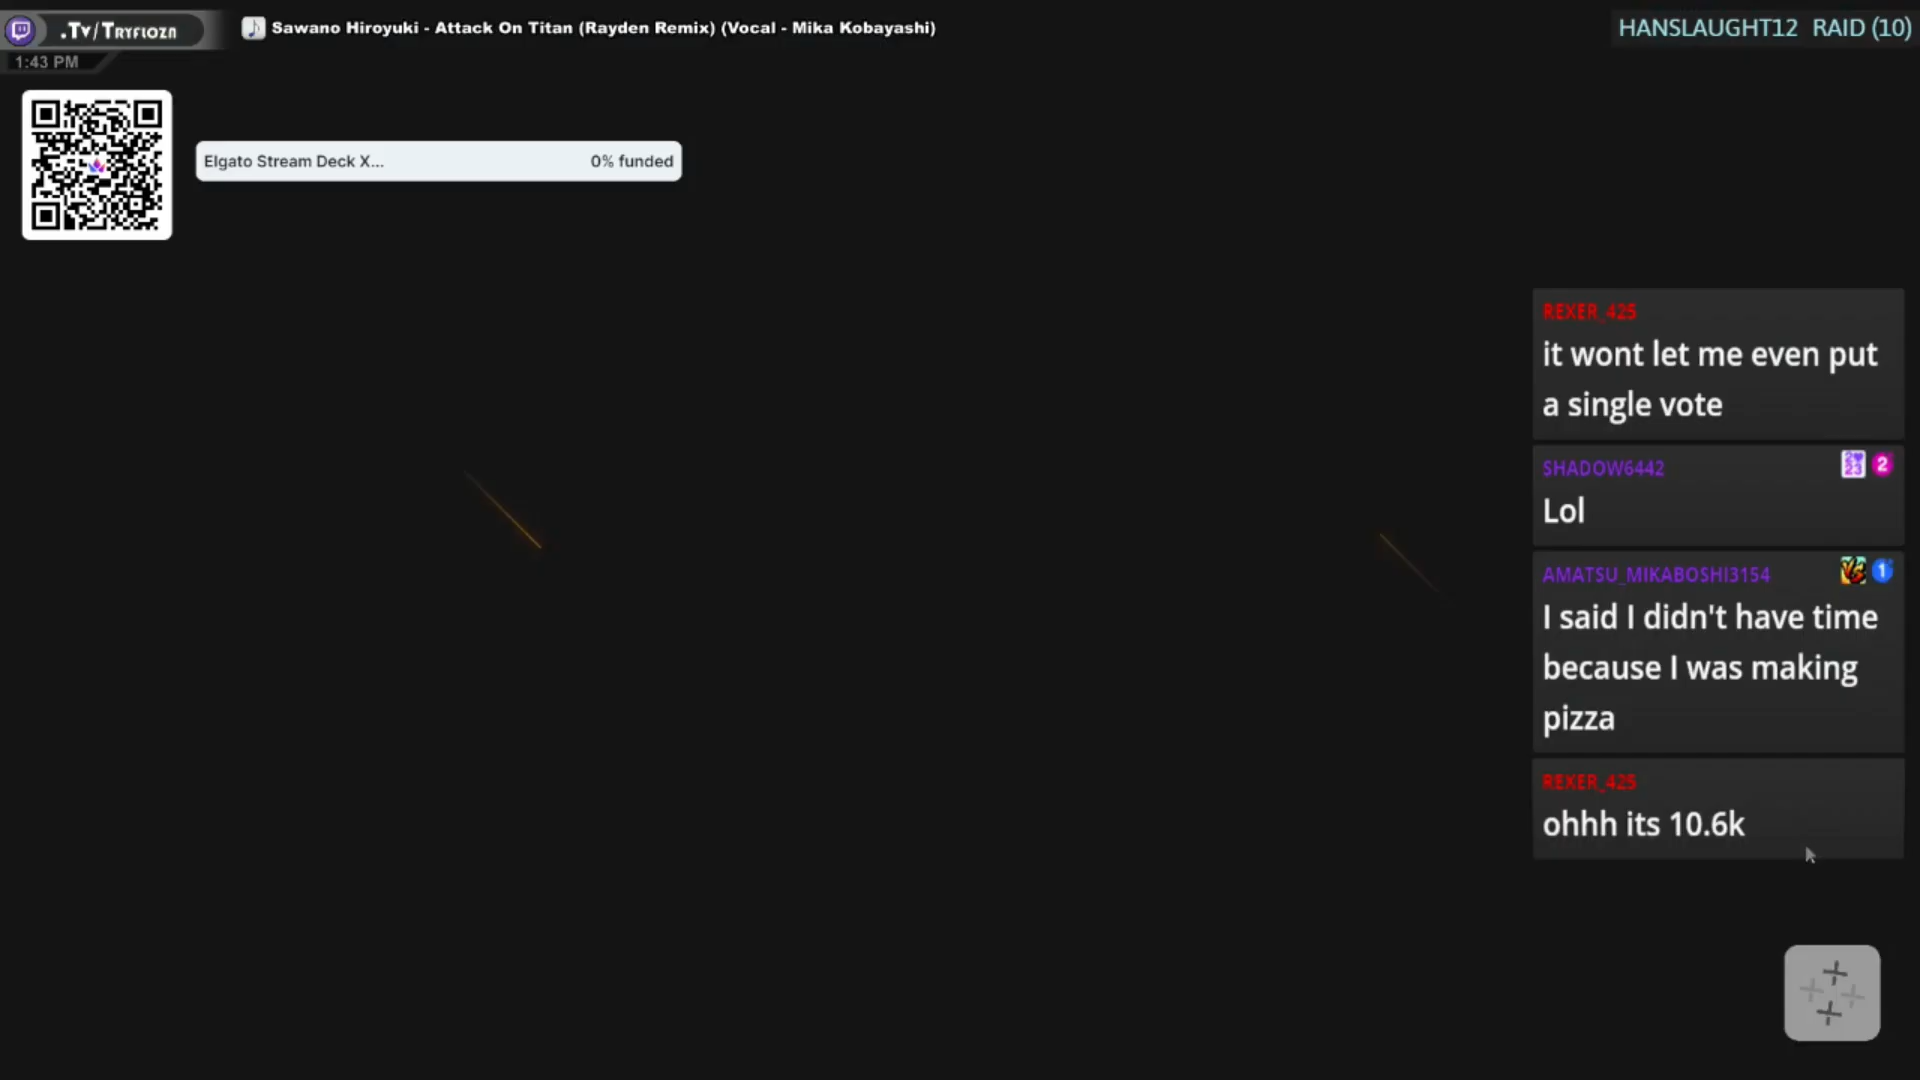 .Tv/Tryfiozn
Sawano Hiroyuki - Attack On Titan (Rayden Remix) (Vocal - Mika Kobayashi)
HANSLAUGHT12 RAID (10)
1:43 PM
Elgato Stream Deck X... 0% funded
REXER_425
it wont let me even put
a single vote
SHADOW6442 23 2
Lol
AMATSU_MIKABOSHI3154 1
I said I didn't have time
because I was making
pizza
REXER_425
ohhh its 10.6k